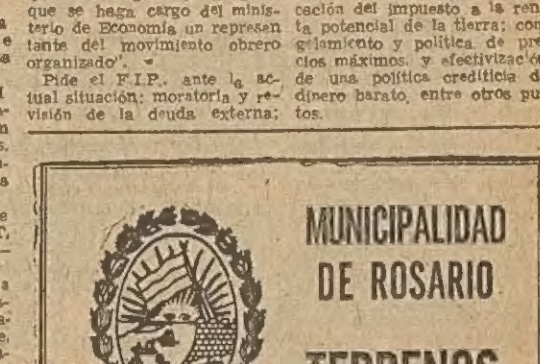 que se haga cargo del minis-
terio de Economía un represen
tante del movimiento obrero
organizado".
Pide el F.I.P. ante la ac-
tual situación: moratoria y re-
visión de la deuda externa;
cación del impuesto a la ren
ta potencial de la tierra; con
gelamiento y política de pre
cios máximos, y efectivización
de una política crediticia d
dinero barato, entre otros pu
tos.
MUNICIPALIDAD
DE ROSARIO
TERRENOS